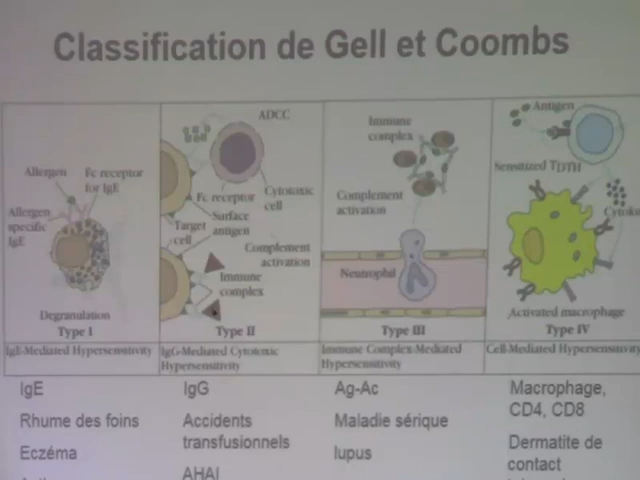 Classification de Gell et Coombs
Allergen
Fc receptor
for IgE
Allergen
specific
IgE
Degranulation
Type I
IgE-Mediated Hypersensitivity
ADCC
Fc receptor
Cytotoxic
cell
Surface
antigen
Target
cell
Complement
activation
Immune
complex
Type II
IgG-Mediated Cytotoxic
Hypersensitivity
Immune
complex
Complement
activation
Neutrophil
Type III
Immune Complex-Mediated
Hypersensitivity
Antigen
Sensitized TDTH
Activated macrophage
Type IV
Cell-Mediated Hypersensitivity
IgE
Rhume des foins
Eczéma
IgG
Accidents
transfusionnels
AHAI
Ag-Ac
Maladie sérique
lupus
Macrophage,
CD4, CD8
Dermatite de
contact